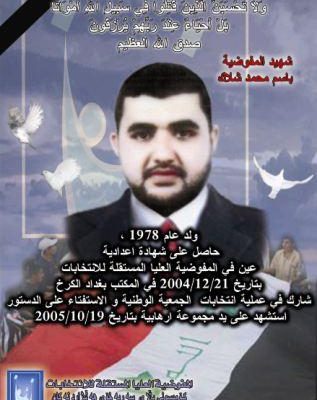 ولا تحسبن الذين قتلوا في سبيل الله أمواتا
بل أحياء عند ربهم يرزقون
صدق الله العظيم
شهيد المفوضية
باسم محمد شلاك
ولد عام 1978 ،
حاصل على شهادة اعدادية
عين في المفوضية العليا المستقلة للانتخابات
بتاريخ 2004/12/21 في المكتب بغداد الكرخ
شارك في عملية انتخابات الجمعية الوطنية و الاستفتاء على الدستور
استشهد على يد مجموعة ارهابية بتاريخ 2005/10/19
المفوضية العليا المستقلة للانتخابات